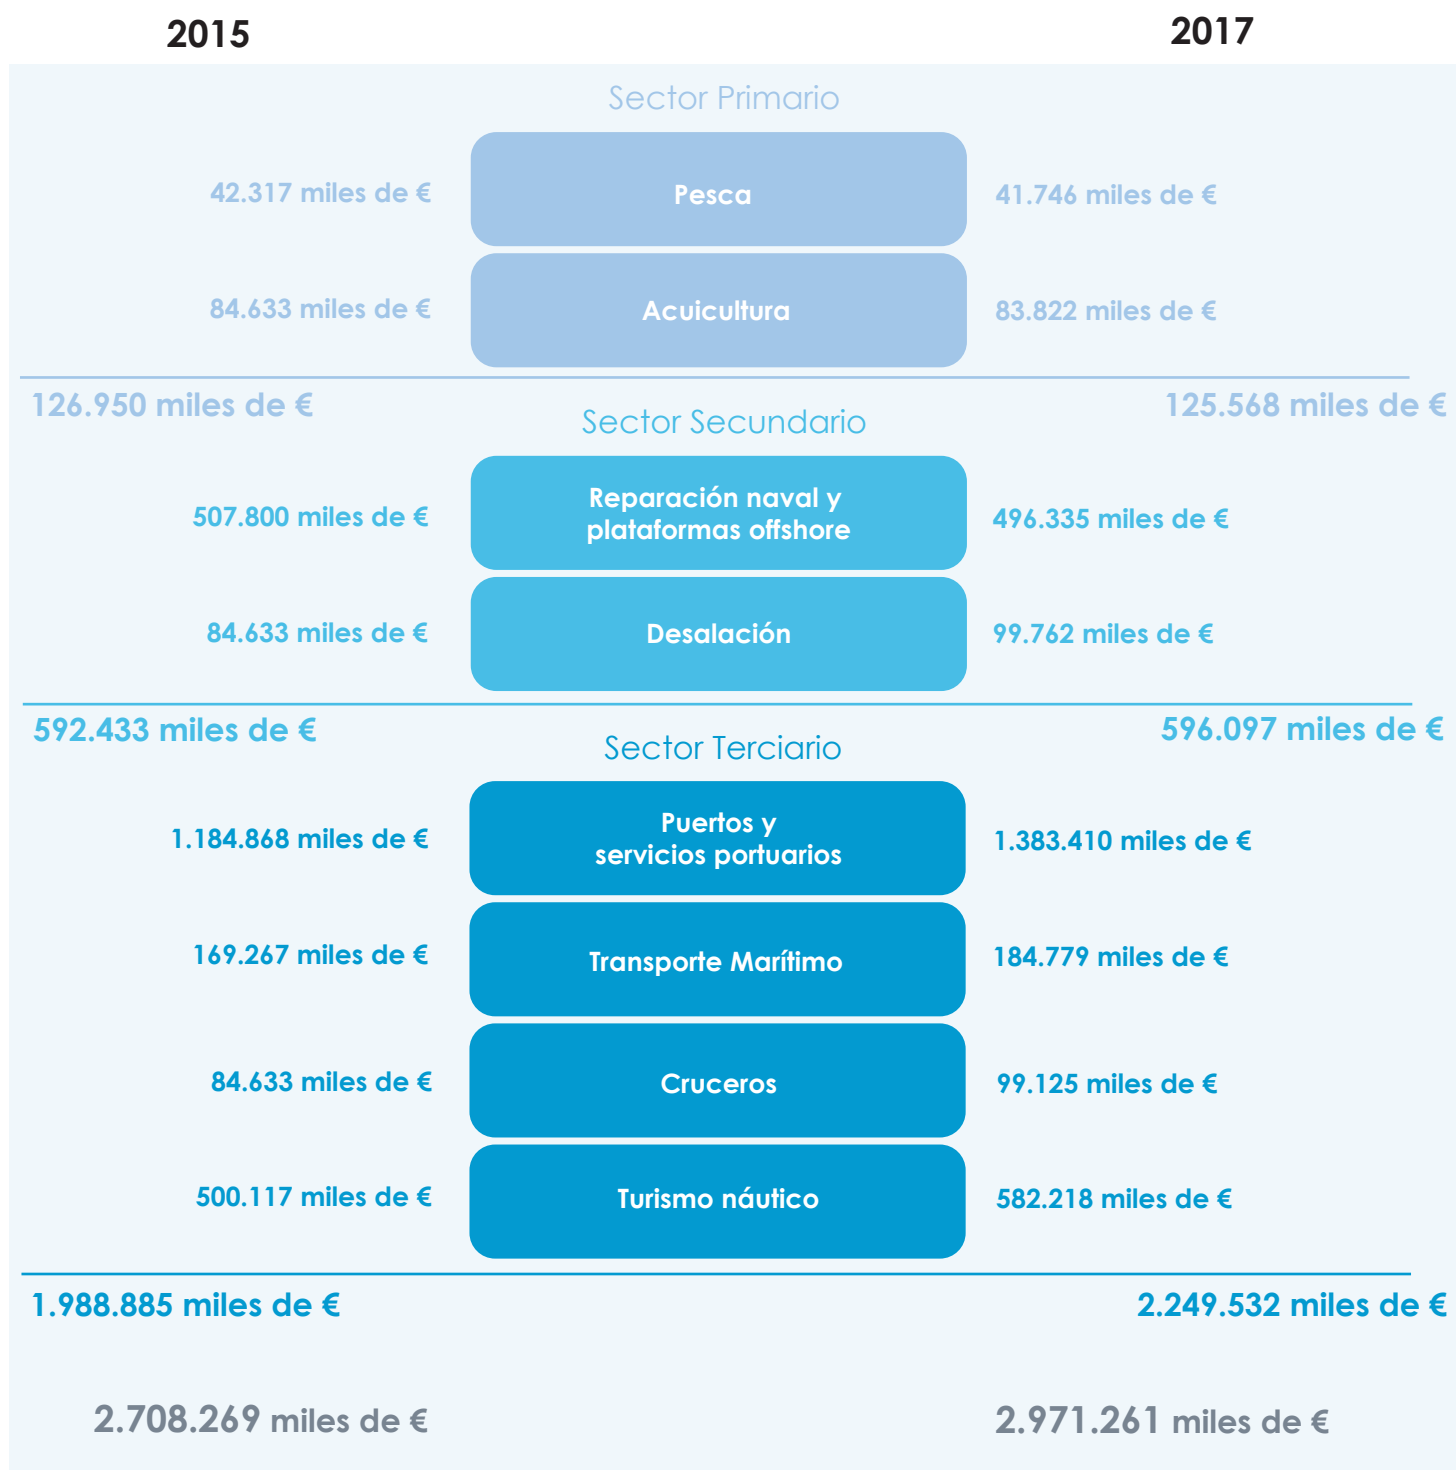 2015
2017
Sector Primario
42.317 miles de €
Pesca
41.746 miles de €
84.633 miles de €
Acuicultura
83.822 miles de €
126.950 miles de €
125.568 miles de €
Sector Secundario
507.800 miles de €
Reparación naval y
plataformas offshore
496.335 miles de €
84.633 miles de €
Desalación
99.762 miles de €
592.433 miles de €
596.097 miles de €
Sector Terciario
1.184.868 miles de €
Puertos y
servicios portuarios
1.383.410 miles de €
169.267 miles de €
Transporte Marítimo
184.779 miles de €
84.633 miles de €
Cruceros
99.125 miles de €
500.117 miles de €
Turismo náutico
582.218 miles de €
1.988.885 miles de €
2.249.532 miles de €
2.708.269 miles de €
2.971.261 miles de €